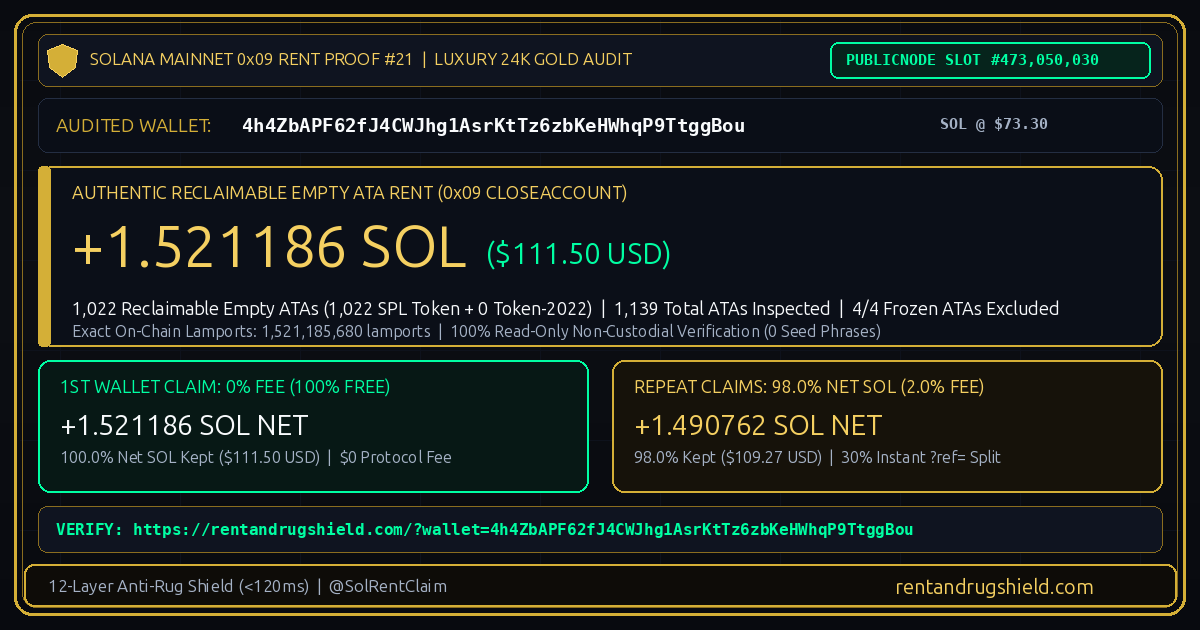 SOLANA MAINNET 0x09 RENT PROOF #21 | LUXURY 24K GOLD AUDIT
PUBLICNODE SLOT #473,050,030
AUDITED WALLET: 4h4ZbAPF62fJ4CWJhg1AsrKtTz6zbKeHWhqP9TtggBou
SOL @ $73.30
AUTHENTIC RECLAIMABLE EMPTY ATA RENT (0x09 CLOSEACCOUNT)
+1.521186 SOL ($111.50 USD)
1,022 Reclaimable Empty ATAs (1,022 SPL Token + 0 Token-2022) | 1,139 Total ATAs Inspected | 4/4 Frozen ATAs Excluded
Exact On-Chain Lamports: 1,521,185,680 lamports | 100% Read-Only Non-Custodial Verification (0 Seed Phrases)
1ST WALLET CLAIM: 0% FEE (100% FREE)
+1.521186 SOL NET
100.0% Net SOL Kept ($111.50 USD) | $0 Protocol Fee
REPEAT CLAIMS: 98.0% NET SOL (2.0% FEE)
+1.490762 SOL NET
98.0% Kept ($109.27 USD) | 30% Instant ?ref= Split
VERIFY: https://rentandrugshield.com/?wallet=4h4ZbAPF62fJ4CWJhg1AsrKtTz6zbKeHWhqP9TtggBou
12-Layer Anti-Rug Shield (<120ms) | @SolRentClaim
rentandrugshield.com